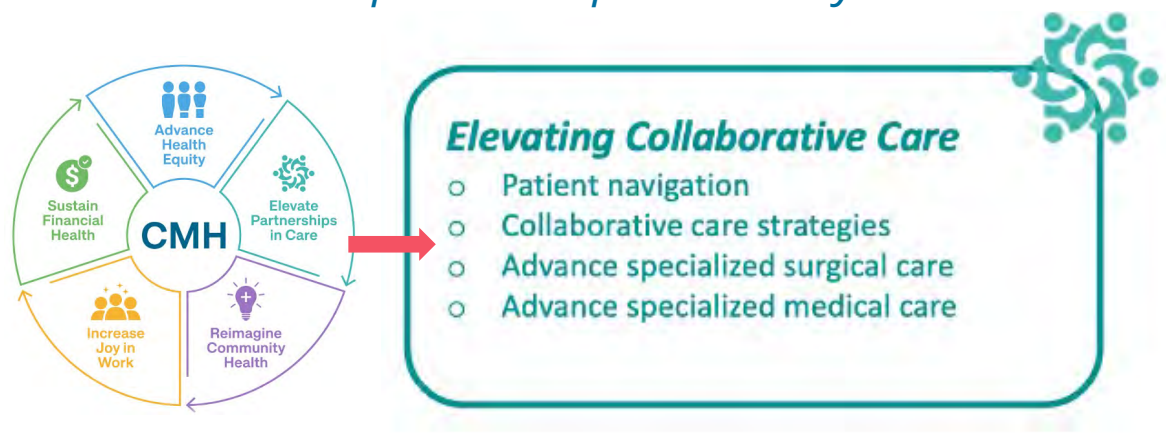 Advance
Health
Equity
Elevate
Partnerships
in Care
Reimagine
Community
Health
Increase
Joy in
Work
Sustain
Financial
Health
$
CMH
Elevating Collaborative Care
o Patient navigation
o Collaborative care strategies
o Advance specialized surgical care
o Advance specialized medical care